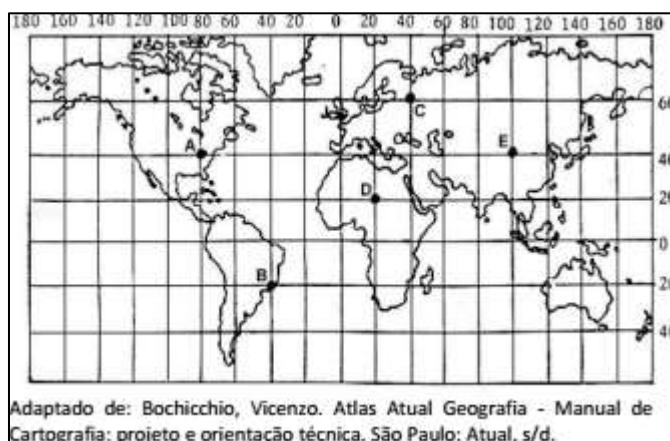 180 160 140 120 100 80 60 40 20 0 20 40 60 80 100 120 140 160 180
C 60
A E 40
D 20
0
B 20
40
Adaptado de: Bochicchio, Vicenzo. Atlas Atual Geografia - Manual de
Cartografia: projeto e orientação técnica. São Paulo: Atual, s/d.